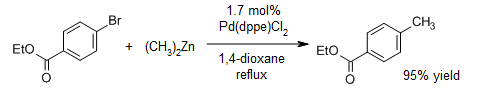 Br
EtO
O
+ (CH₃)₂Zn
1.7 mol%
Pd(dppe)Cl₂
1,4-dioxane
reflux
CH₃
EtO
O
95% yield